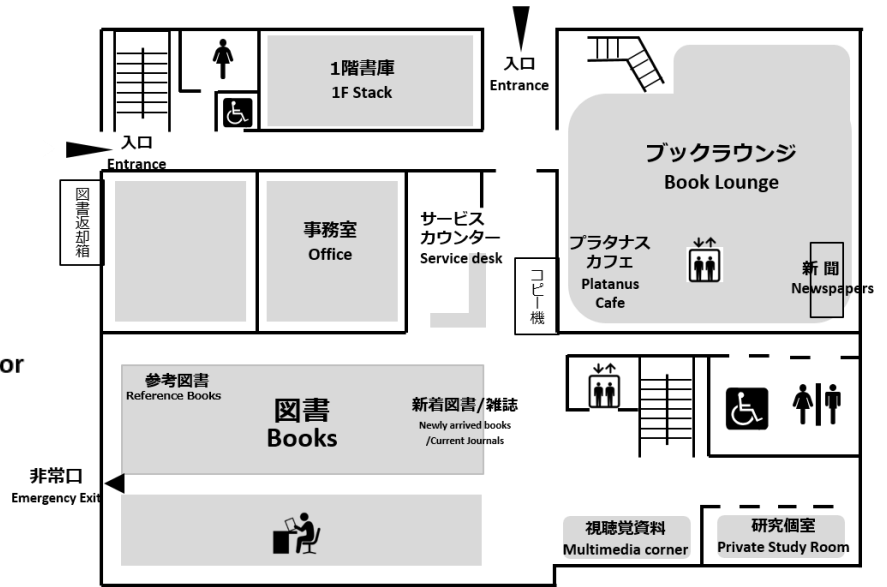 入口
Entrance
1階書庫
1F Stack
入口
Entrance
図書返却箱
事務室
Office
サービス
カウンター
Service desk
コピー機
ブックラウンジ
Book Lounge
プラタナス
カフェ
Platanus
Cafe
新聞
Newspapers
or
参考図書
Reference Books
図書
Books
新着図書/雑誌
Newly arrived books
/Current Journals
非常口
Emergency Exit
視聴覚資料
Multimedia corner
研究個室
Private Study Room